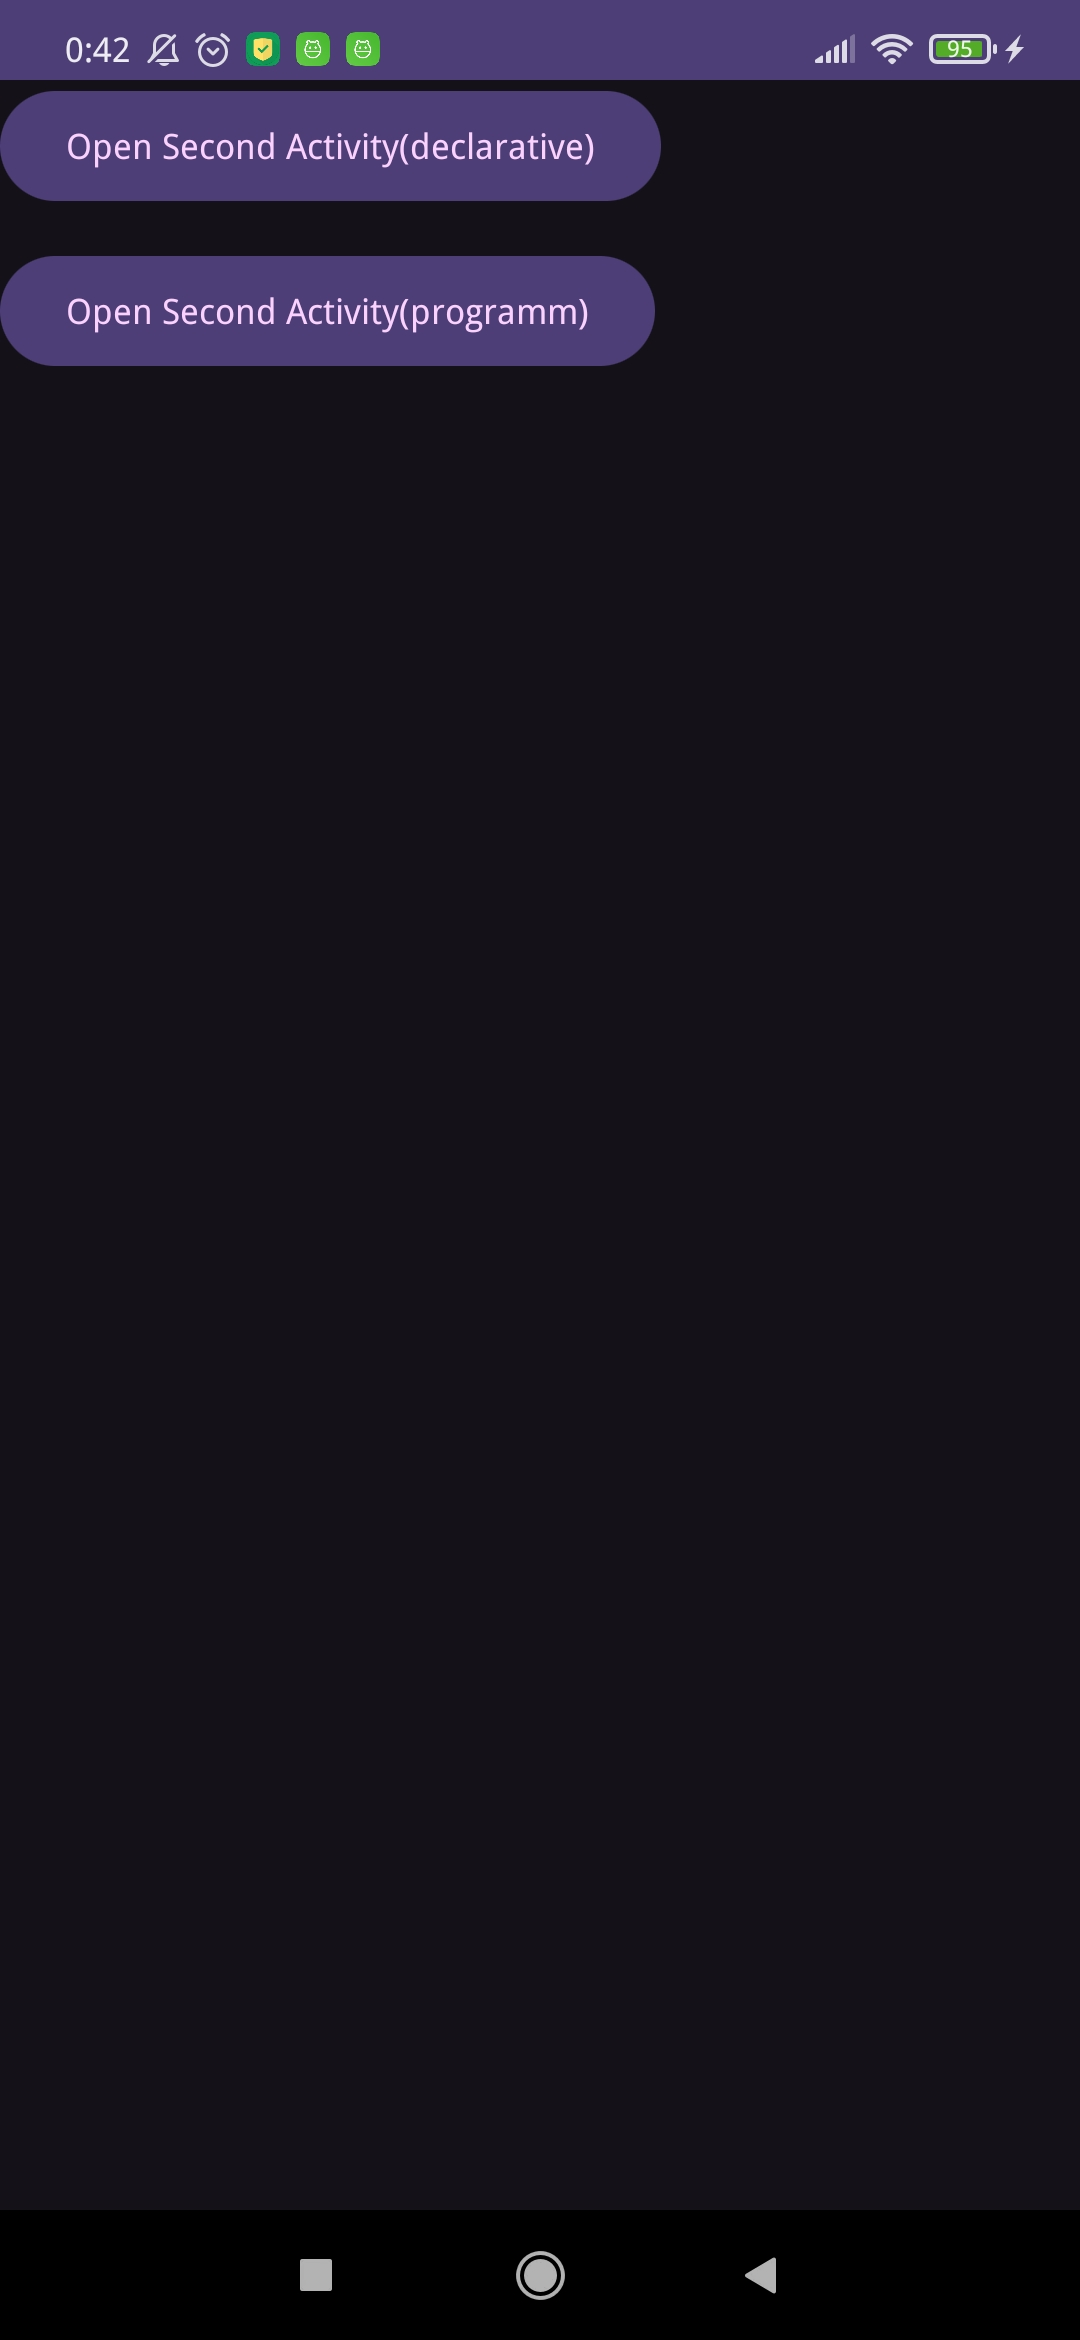 0:42
95
Open Second Activity(declarative)
Open Second Activity(programm)